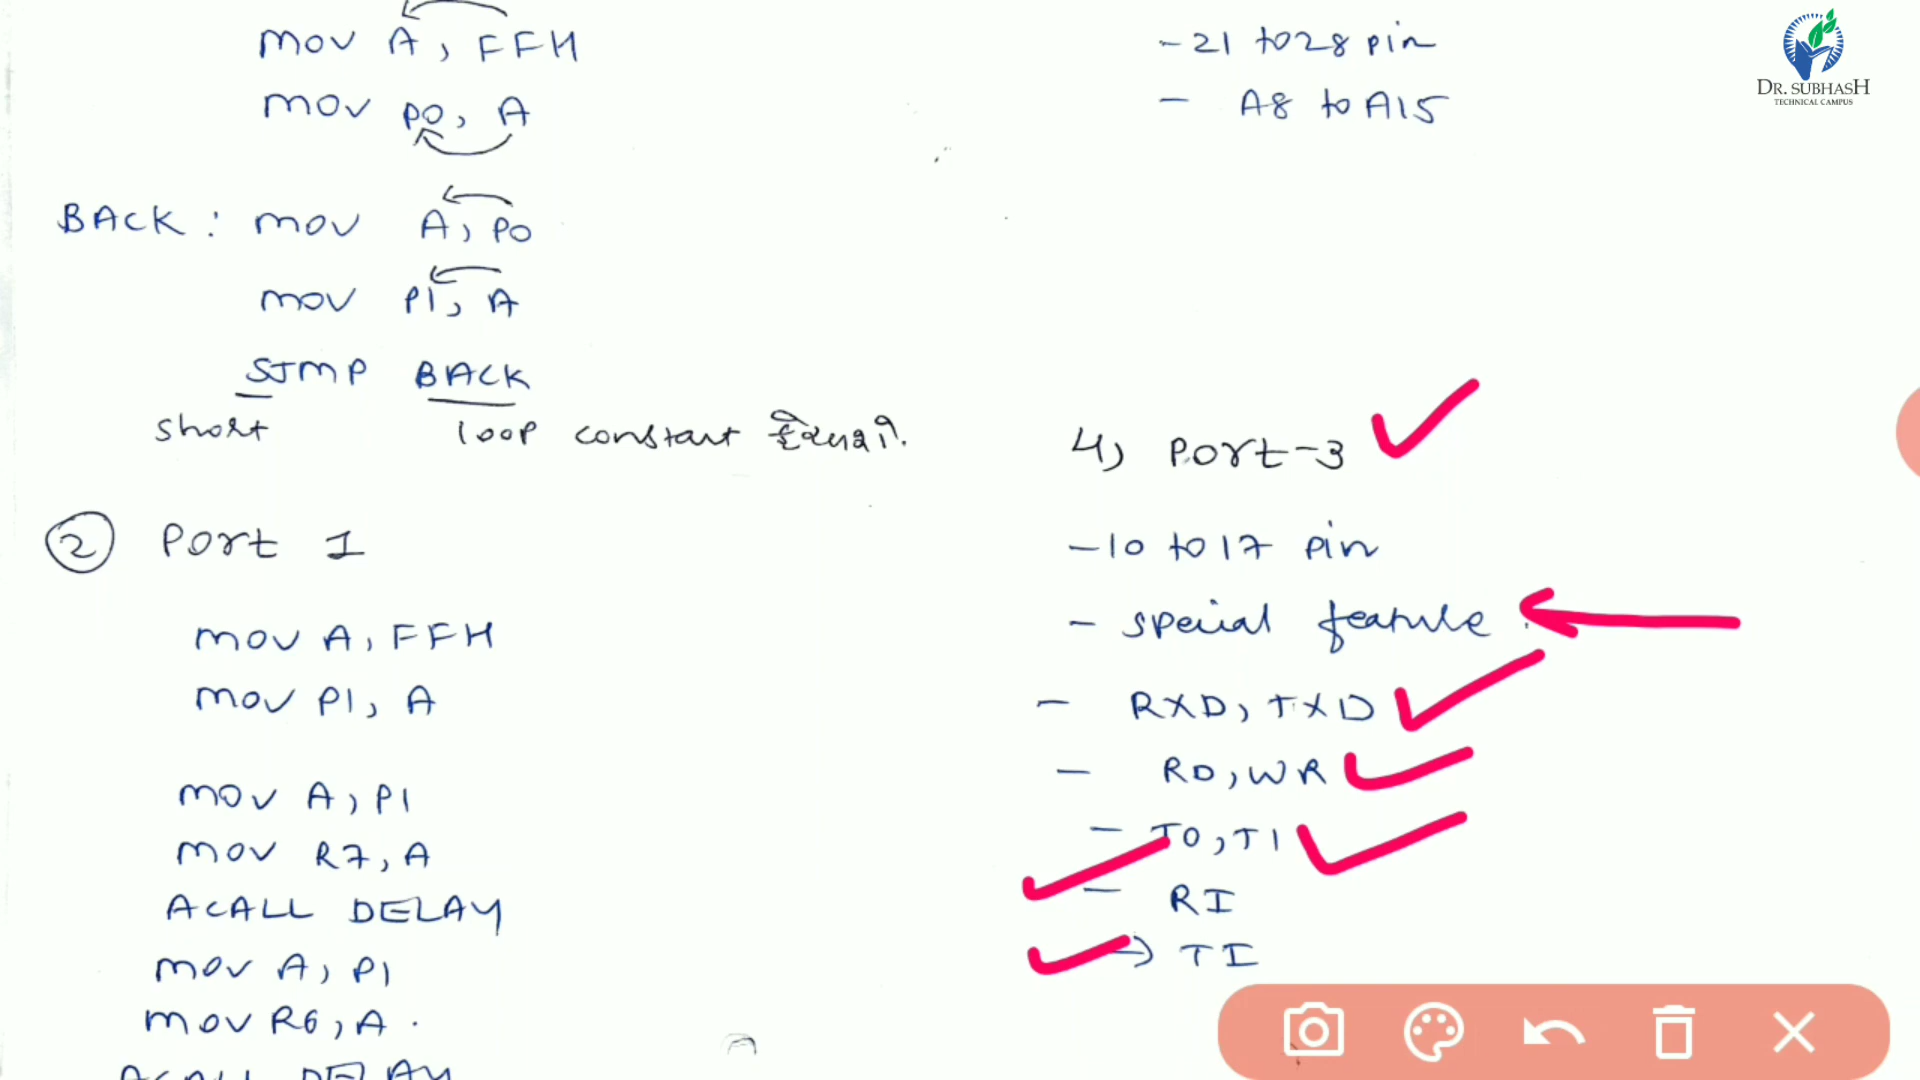 MOV A, FFH
MOV P0, A
BACK: MOV A, P0
MOV P1, A
SJMP BACK
short loop constant
② Port 1
MOV A, FFH
MOV P1, A
MOV A, P1
MOV R7, A
ACALL DELAY
MOV A, P1
MOV R6, A.
ACALL DELAY
- 21 to 28 pin
- A8 to A15
4) Port-3
- 10 to 17 pin
- special feature.
- RXD, TXD
- RD, WR
- T0, T1
- RI
→ TI
DR. SUBHASH
TECHNICAL CAMPUS